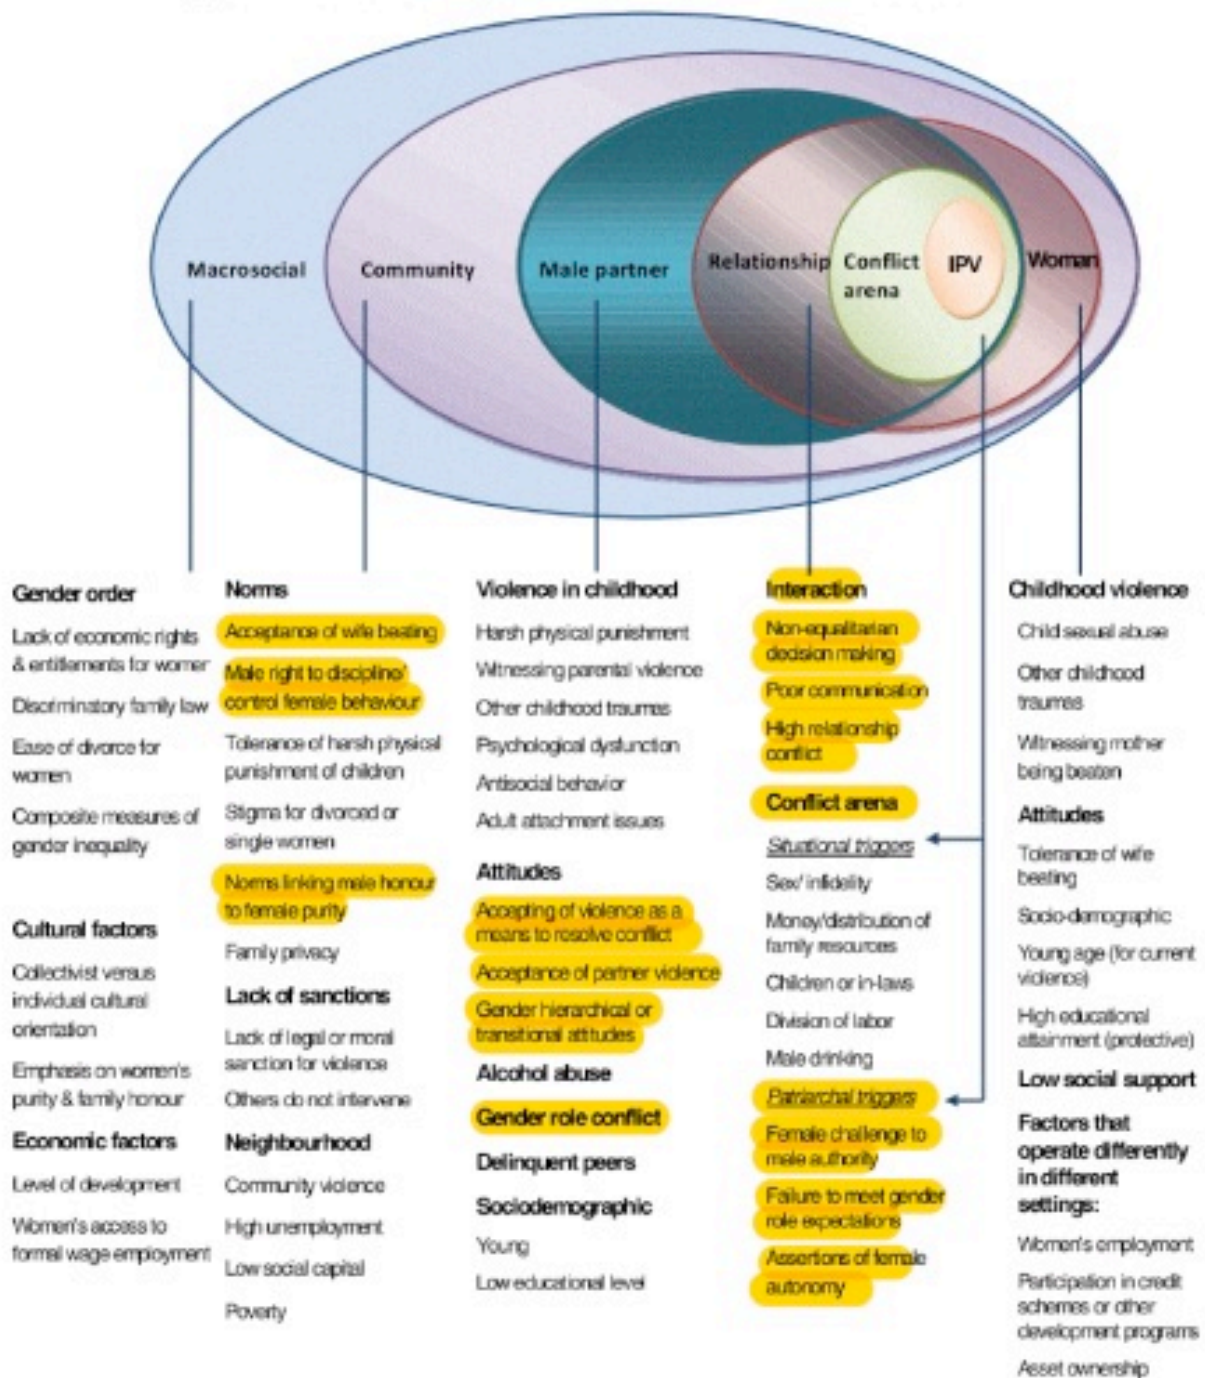 Macrosocial
Community
Male partner
Relationship
Conflict
arena
IPV
Woman
Gender order
Lack of economic rights
& entitlements for women
Discriminatory family law
Ease of divorce for
women
Composite measures of
gender inequality
Cultural factors
Collectivist versus
individual cultural
orientation
Emphasis on women's
purity & family honour
Economic factors
Level of development
Women's access to
formal wage employment
Norms
Acceptance of wife beating
Male right to discipline/
control female behaviour
Tolerance of harsh physical
punishment of children
Stigma for divorced or
single women
Norms linking male honour
to female purity
Family privacy
Lack of sanctions
Lack of legal or moral
sanction for violence
Others do not intervene
Neighbourhood
Community violence
High unemployment
Low social capital
Poverty
Violence in childhood
Harsh physical punishment
Witnessing parental violence
Other childhood traumas
Psychological dysfunction
Antisocial behavior
Adult attachment issues
Attitudes
Accepting of violence as a
means to resolve conflict
Acceptance of partner violence
Gender hierarchical or
transitional attitudes
Alcohol abuse
Gender role conflict
Delinquent peers
Sociodemographic
Young
Low educational level
Interaction
Non-equalitarian
decision making
Poor communication
High relationship
conflict
Conflict arena
Situational triggers
Sex/ infidelity
Money/distribution of
family resources
Children or in-laws
Division of labor
Male drinking
Patriarchal triggers
Female challenge to
male authority
Failure to meet gender
role expectations
Assertions of female
autonomy
Childhood violence
Child sexual abuse
Other childhood
traumas
Witnessing mother
being beaten
Attitudes
Tolerance of wife
beating
Socio-demographic
Young age (for current
violence)
High educational
attainment (protective)
Low social support
Factors that
operate differently
in different
settings:
Women's employment
Participation in credit
schemes or other
development programs
Asset ownership